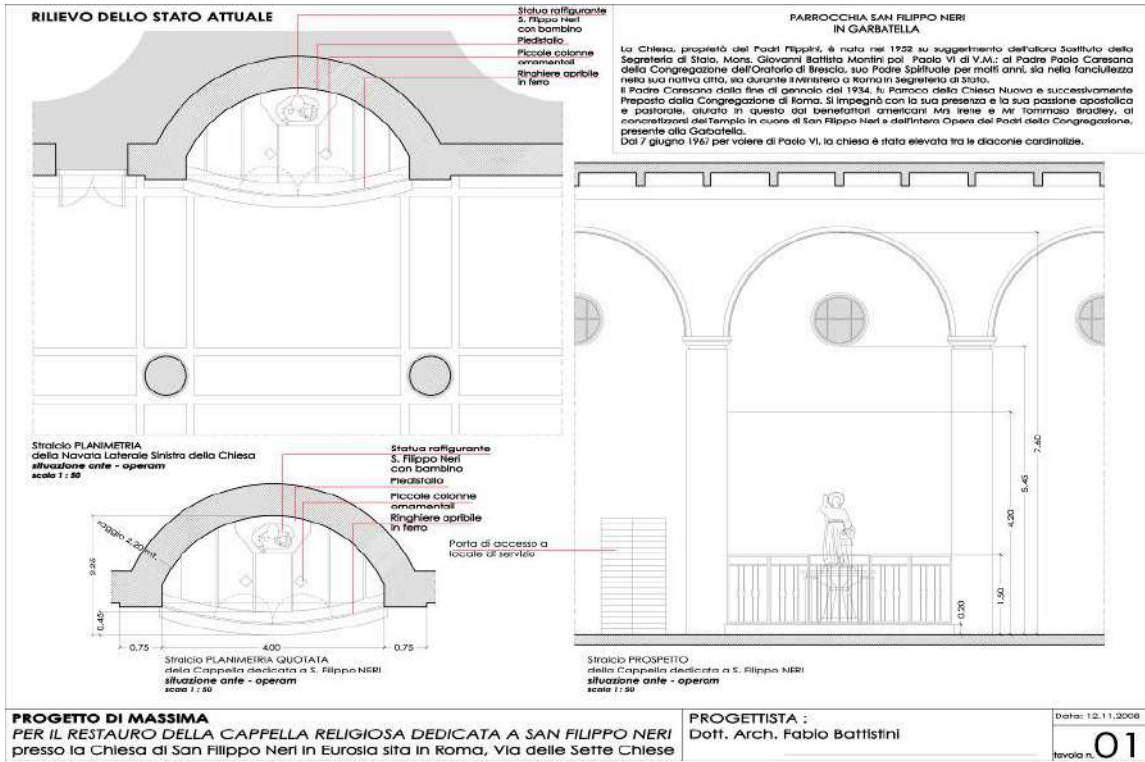 RILIEVO DELLO STATO ATTUALE
Statua raffigurante
S. Filippo Neri
con bambino
Piedistallo
Piccole colonne
ornamentali
Ringhiere apribile
in ferro
PARROCCHIA SAN FILIPPO NERI
IN GARBATELLA
La Chiesa, proprietà dei Padri Filippini, è nata nel 1952 su suggerimento dell'allora Sostituto della
Segreteria di Stato, Mons. Giovanni Battista Montini poi Paolo VI di V.M.; al Padre Paolo Caresana
della Congregazione dell'Oratorio di Brescia, suo Padre Spirituale per molti anni, sia nella fanciullezza
nella sua nativa città, sia durante il Ministero a Roma in Segreteria di Stato.
Il Padre Caresana dalla fine di gennaio del 1934, fu Parroco della Chiesa Nuova e successivamente
Preposto dalla Congregazione di Roma. Si impegnò con la sua presenza e la sua passione apostolica
e pastorale, aiutato in questo dai benefattori americani Mrs Irene e Mr Tommaso Bradley, al
concretizzarsi del Tempio in cuore di San Filippo Neri e dell'intera Opera dei Padri della Congregazione,
presente alla Garbatella.
Dal 7 giugno 1967 per volere di Paolo VI, la chiesa è stata elevata tra le diaconie cardinalizie.
Stralcio PLANIMETRIA
della Navata Laterale Sinistra della Chiesa
situazione ante - operam
scala 1 : 50
Statua raffigurante
S. Filippo Neri
con bambino
Piedistallo
Piccole colonne
ornamentali
Ringhiere apribile
in ferro
raggio 2.20 mt.
2.25
0.45
0.75
4.00
0.75
Stralcio PLANIMETRIA QUOTATA
della Cappella dedicata a S. Filippo NERI
situazione ante - operam
scala 1 : 50
Porta di accesso a
locale di servizio
7.60
5.45
4.20
1.50
0.20
Stralcio PROSPETTO
della Cappella dedicata a S. Filippo NERI
situazione ante - operam
scala 1 : 50
PROGETTO DI MASSIMA
PER IL RESTAURO DELLA CAPPELLA RELIGIOSA DEDICATA A SAN FILIPPO NERI
presso la Chiesa di San Filippo Neri in Eurosia sita in Roma, Via delle Sette Chiese
PROGETTISTA :
Dott. Arch. Fabio Battistini
Data: 12.11.2008
tavola n. 01